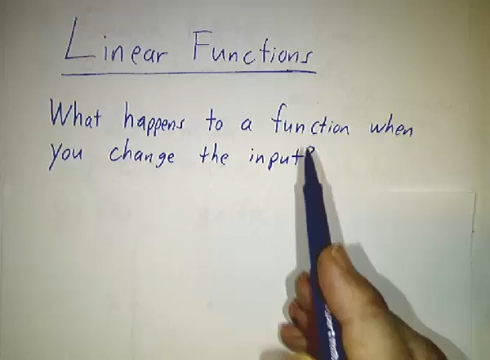 Linear Functions
What happens to a function when
you change the input?